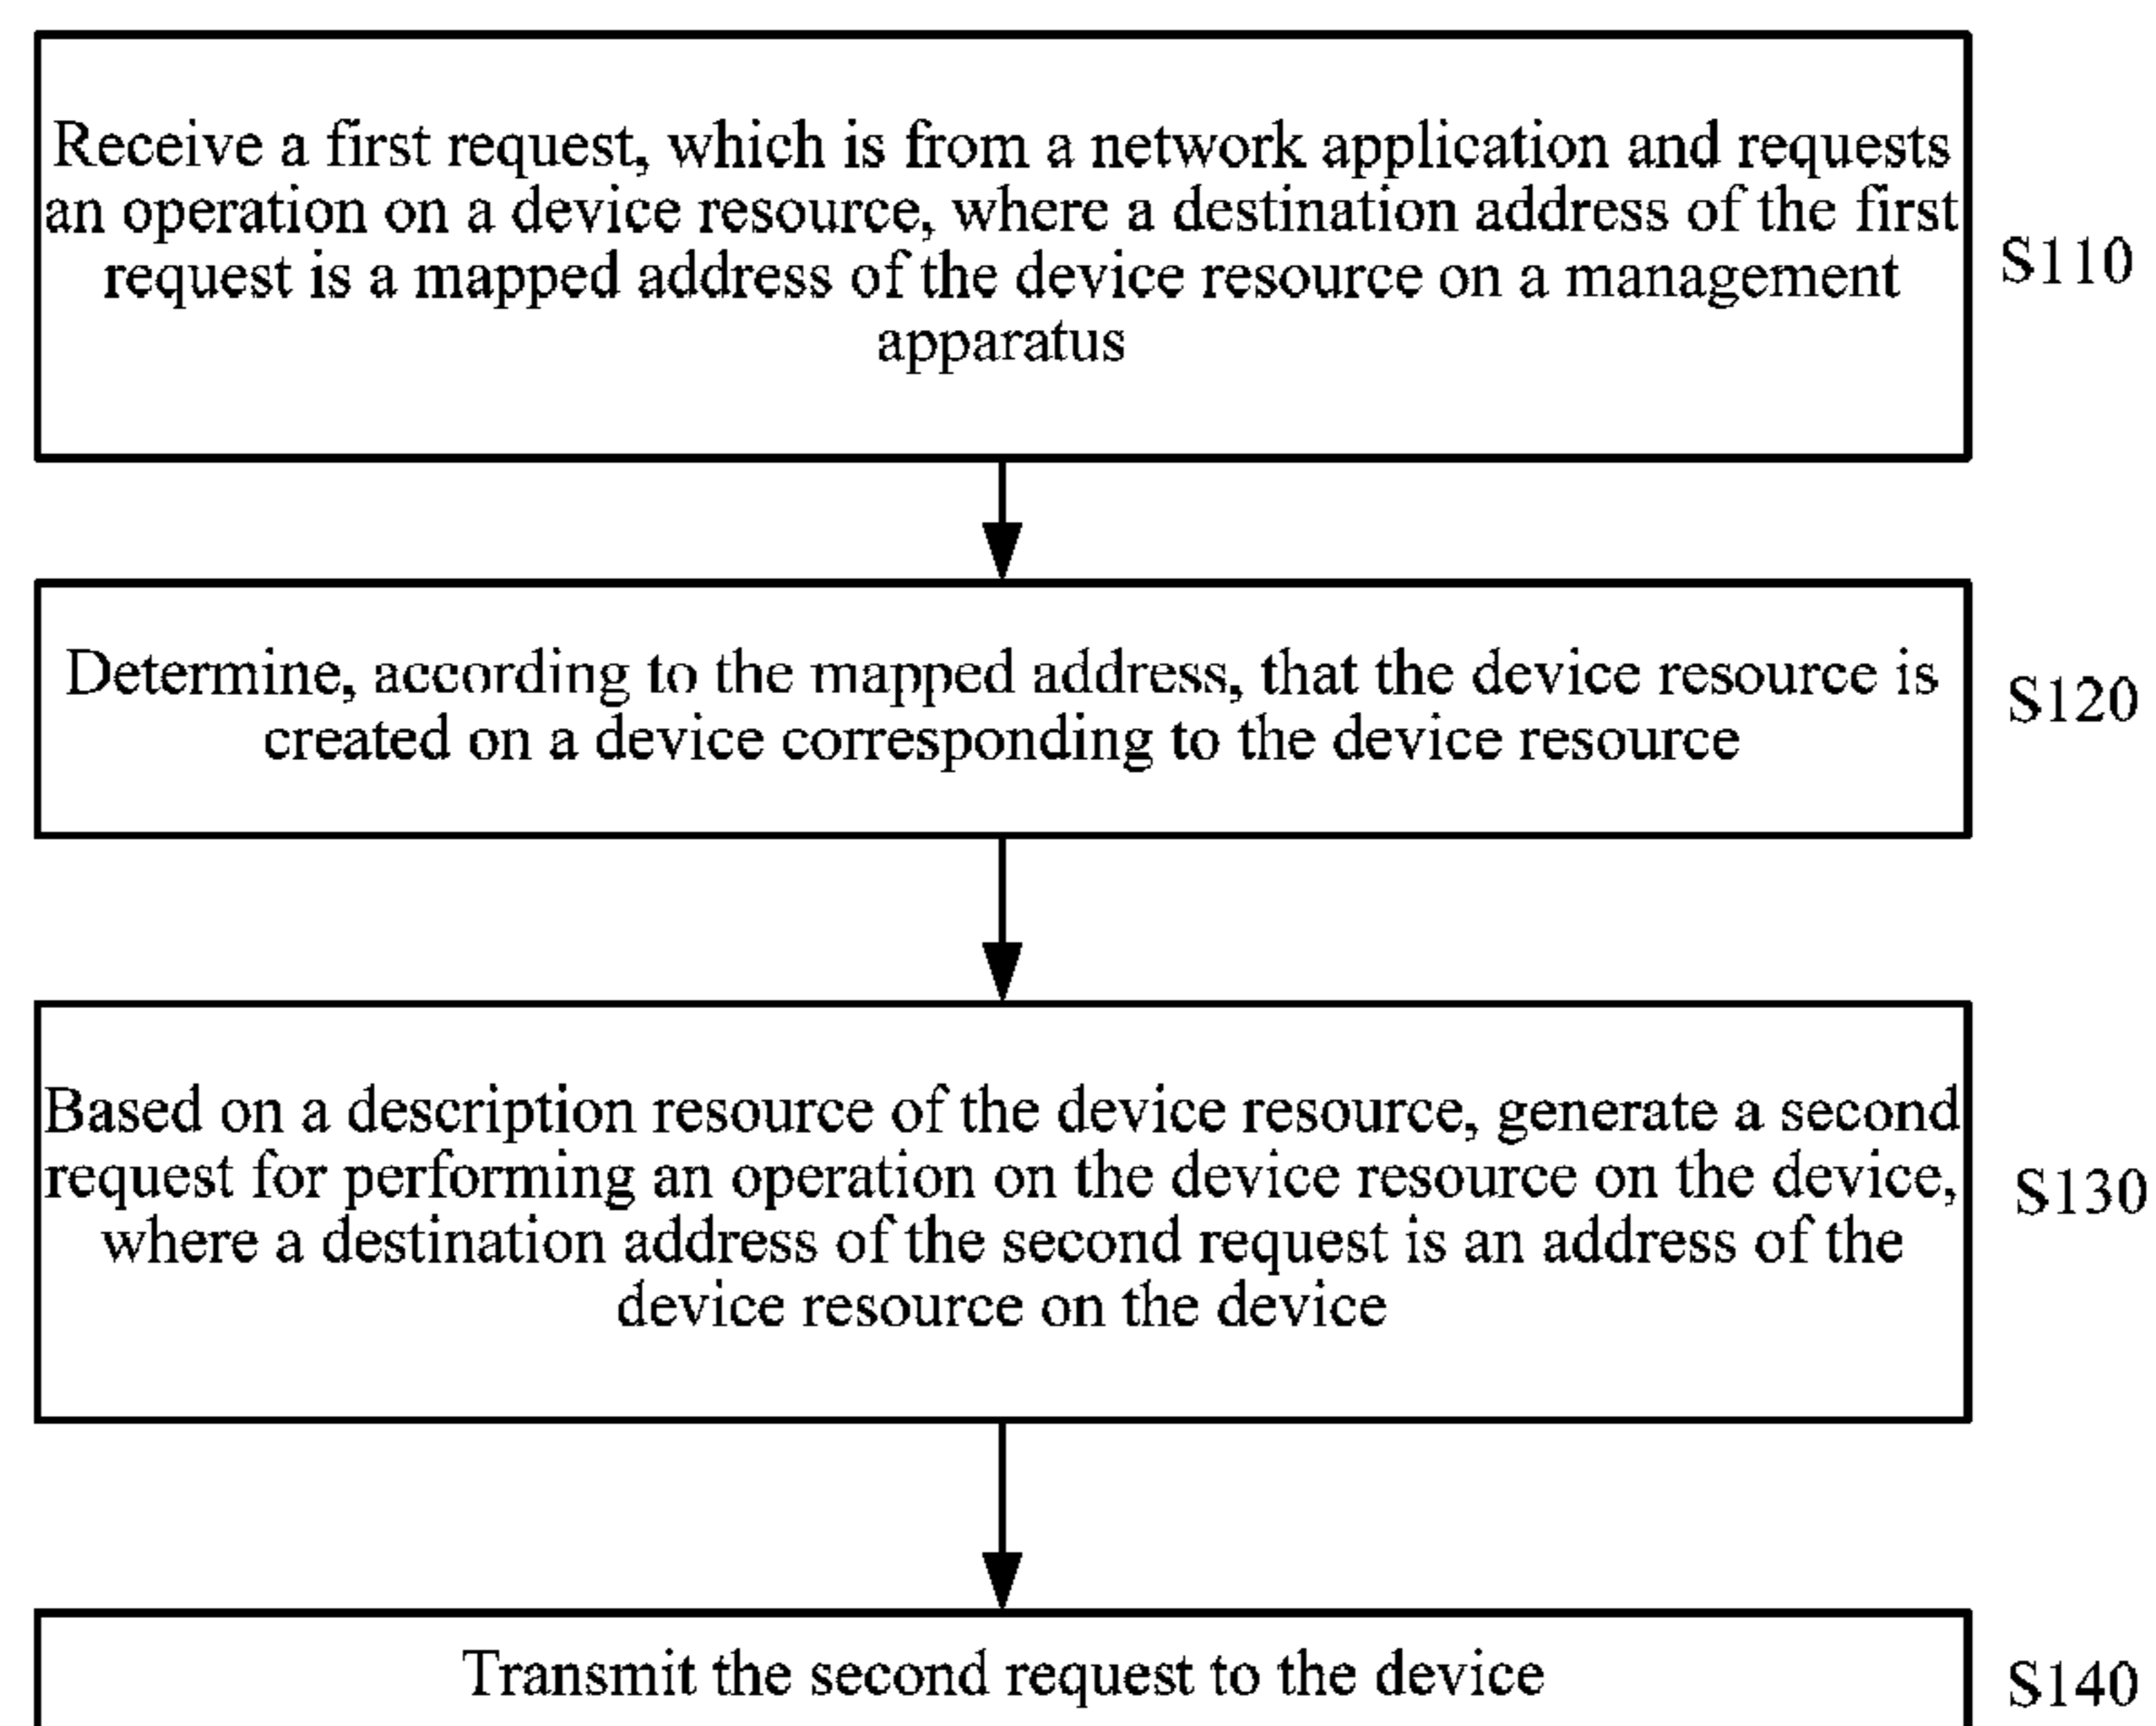 Receive a first request, which is from a network application and requests
an operation on a device resource, where a destination address of the first
request is a mapped address of the device resource on a management
apparatus
S110
Determine, according to the mapped address, that the device resource is
created on a device corresponding to the device resource
S120
Based on a description resource of the device resource, generate a second
request for performing an operation on the device resource on the device,
where a destination address of the second request is an address of the
device resource on the device
S130
Transmit the second request to the device
S140